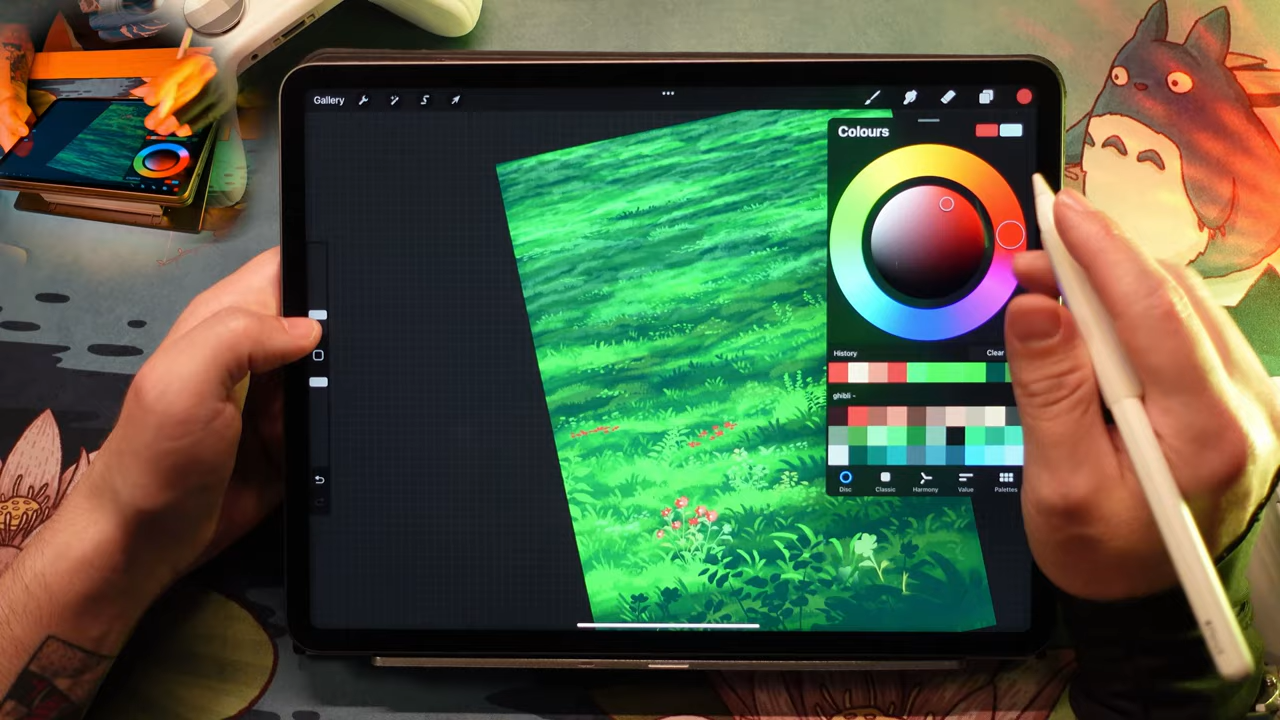 Gallery
Colours
History
Clear
ghibli -
Disc
Classic
Harmony
Value
Palettes